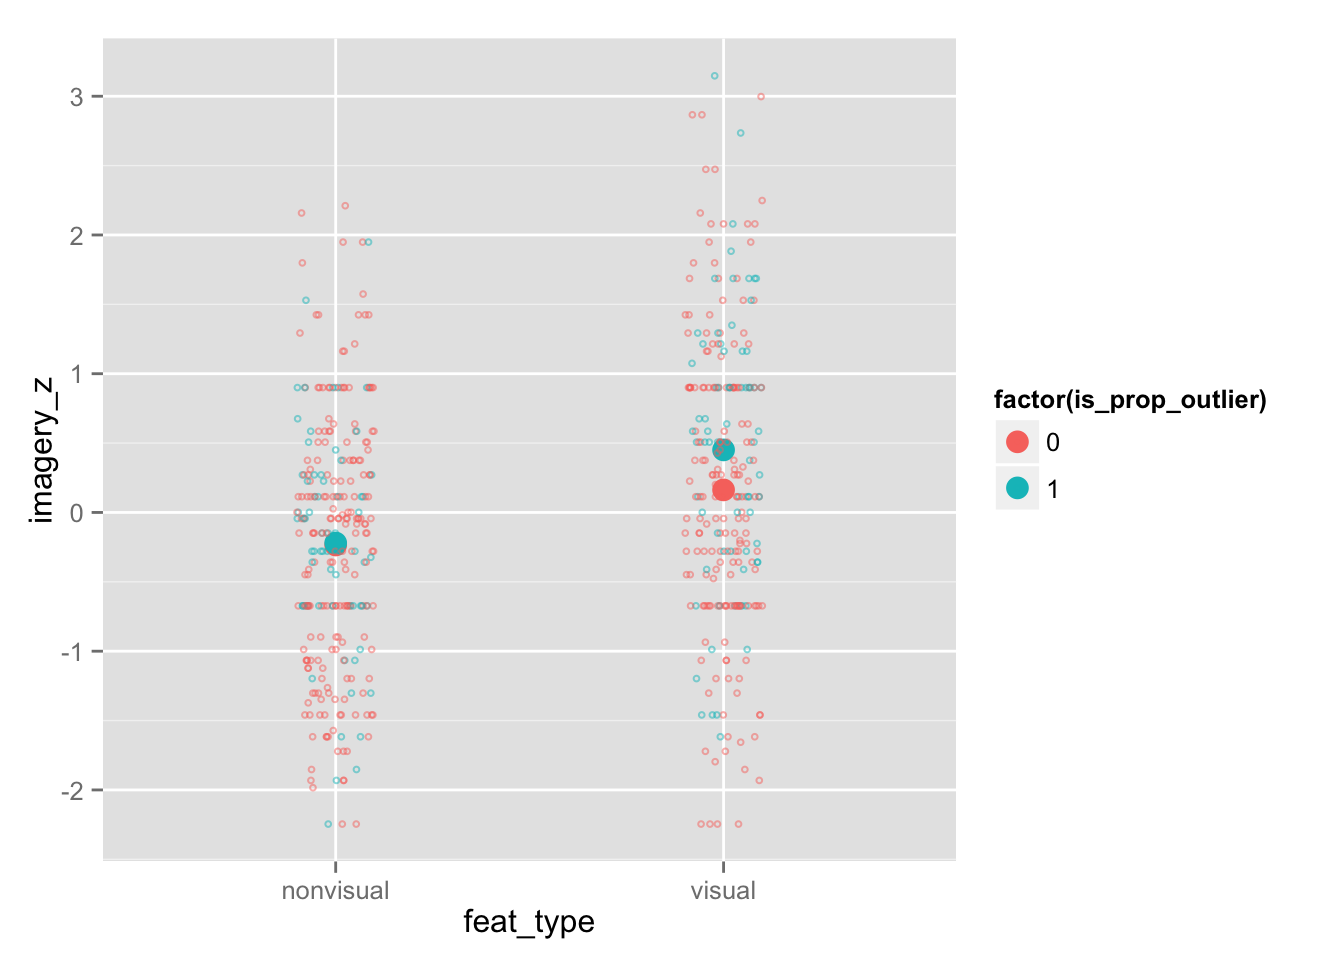 imagery_z
3
2
1
0
-1
-2
nonvisual
visual
feat_type
factor(is_prop_outlier)
0
1